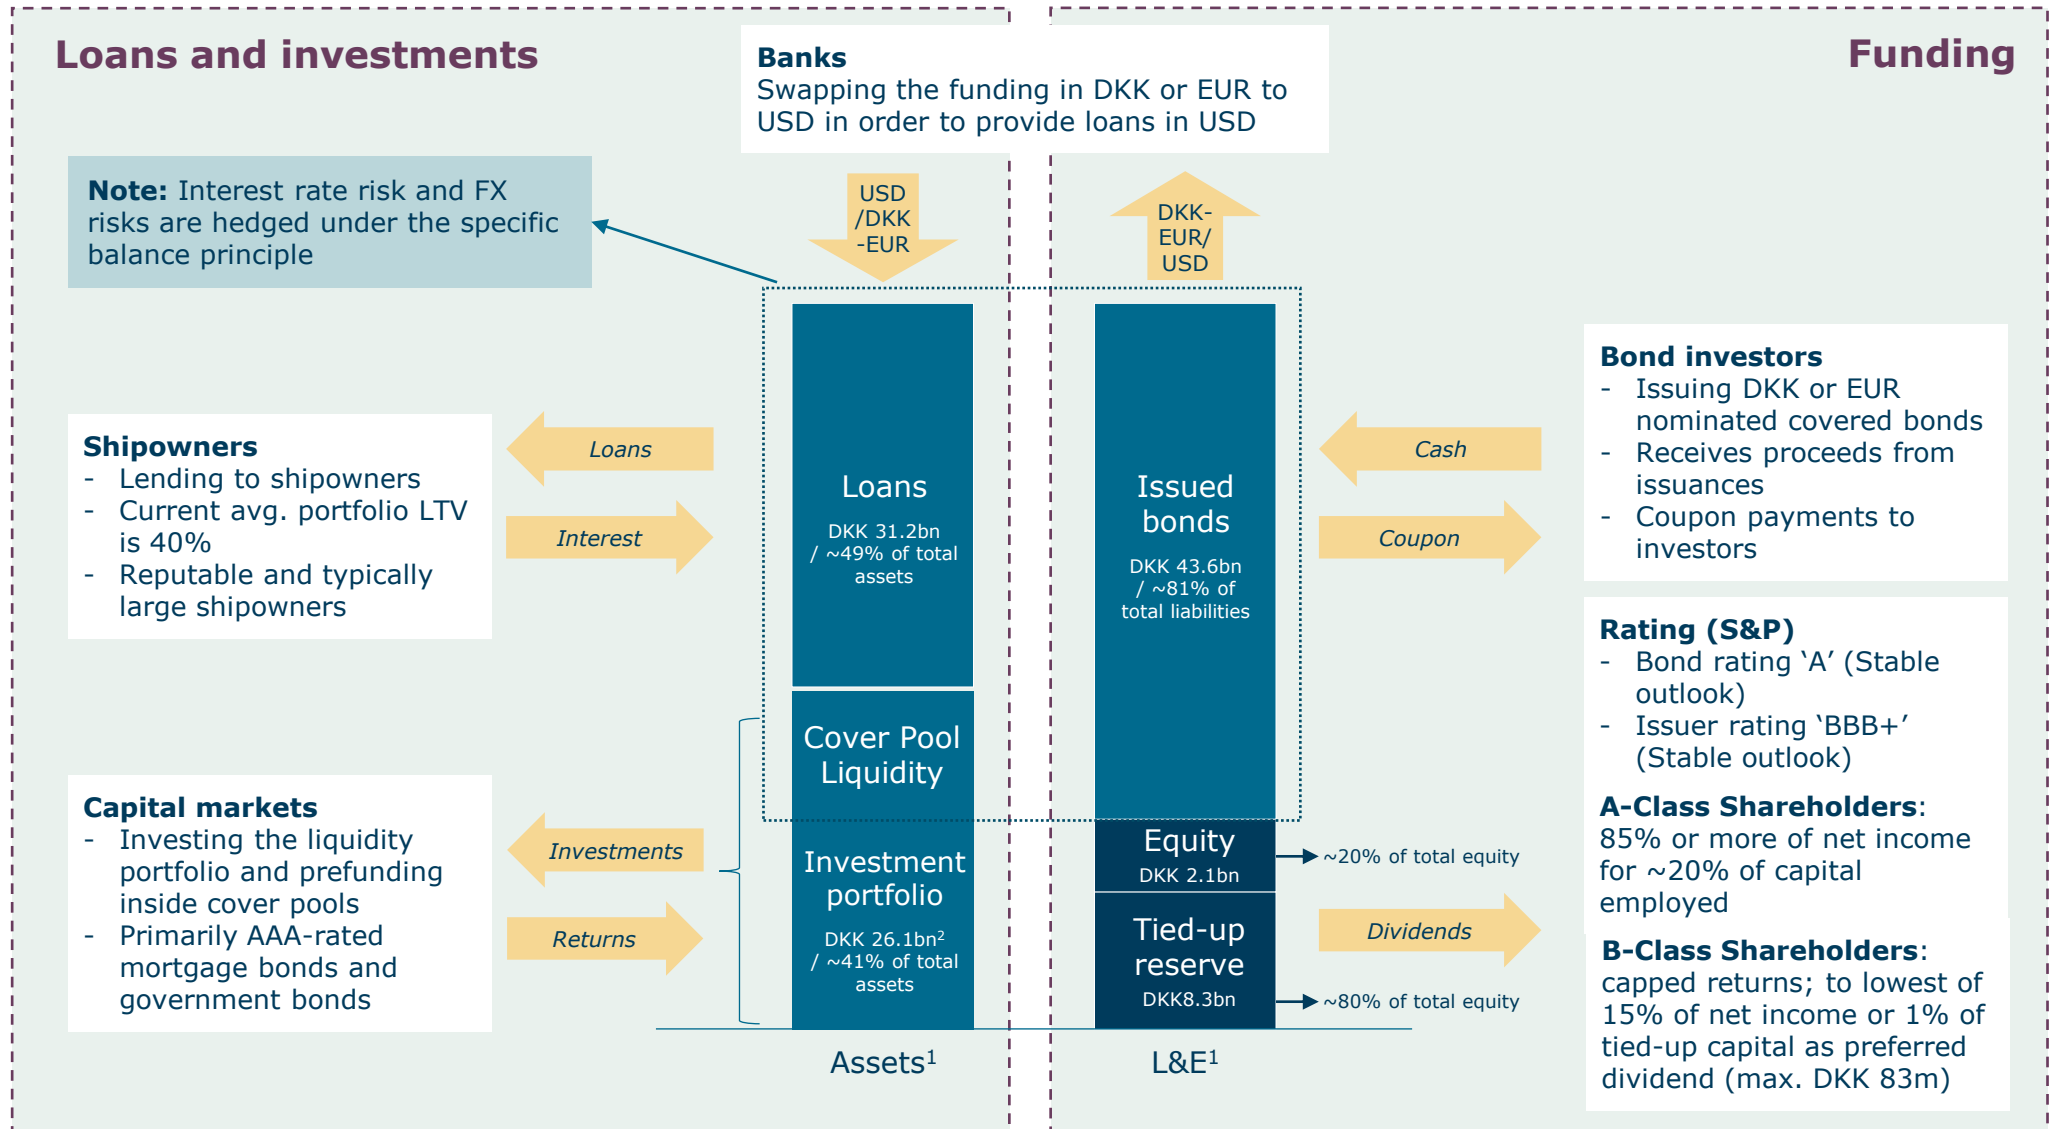 Loans and investments
Funding
Banks
Swapping the funding in DKK or EUR to
USD in order to provide loans in USD
Note: Interest rate risk and FX
risks are hedged under the specific
balance principle
USD
/DKK
-EUR
DKK-
EUR/
USD
Shipowners
- Lending to shipowners
- Current avg. portfolio LTV
is 40%
- Reputable and typically
large shipowners
Loans
Interest
Loans
DKK 31.2bn
/ ~49% of total
assets
Issued
bonds
DKK 43.6bn
/ ~81% of
total liabilities
Cash
Coupon
Bond investors
- Issuing DKK or EUR
nominated covered bonds
- Receives proceeds from
issuances
- Coupon payments to
investors
Rating (S&P)
- Bond rating ‘A’ (Stable
outlook)
- Issuer rating ‘BBB+’
(Stable outlook)
Capital markets
- Investing the liquidity
portfolio and prefunding
inside cover pools
- Primarily AAA-rated
mortgage bonds and
government bonds
Investments
Returns
Cover Pool
Liquidity
Investment
portfolio
DKK 26.1bn²
/ ~41% of total
assets
Equity
DKK 2.1bn
~20% of total equity
Tied-up
reserve
DKK8.3bn
~80% of total equity
Dividends
A-Class Shareholders:
85% or more of net income
for ~20% of capital
employed
B-Class Shareholders:
capped returns; to lowest of
15% of net income or 1% of
tied-up capital as preferred
dividend (max. DKK 83m)
Assets¹
L&E¹